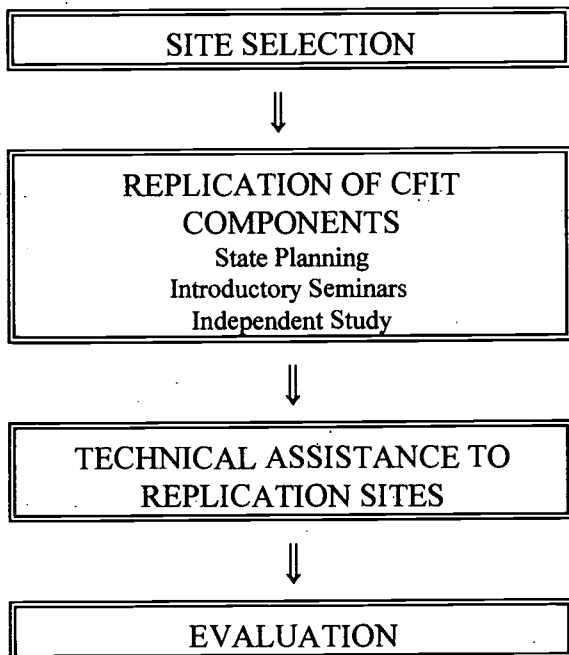 SITE SELECTION
⇓
REPLICATION OF CFIT
COMPONENTS
State Planning
Introductory Seminars
Independent Study
⇓
TECHNICAL ASSISTANCE TO
REPLICATION SITES
⇓
EVALUATION